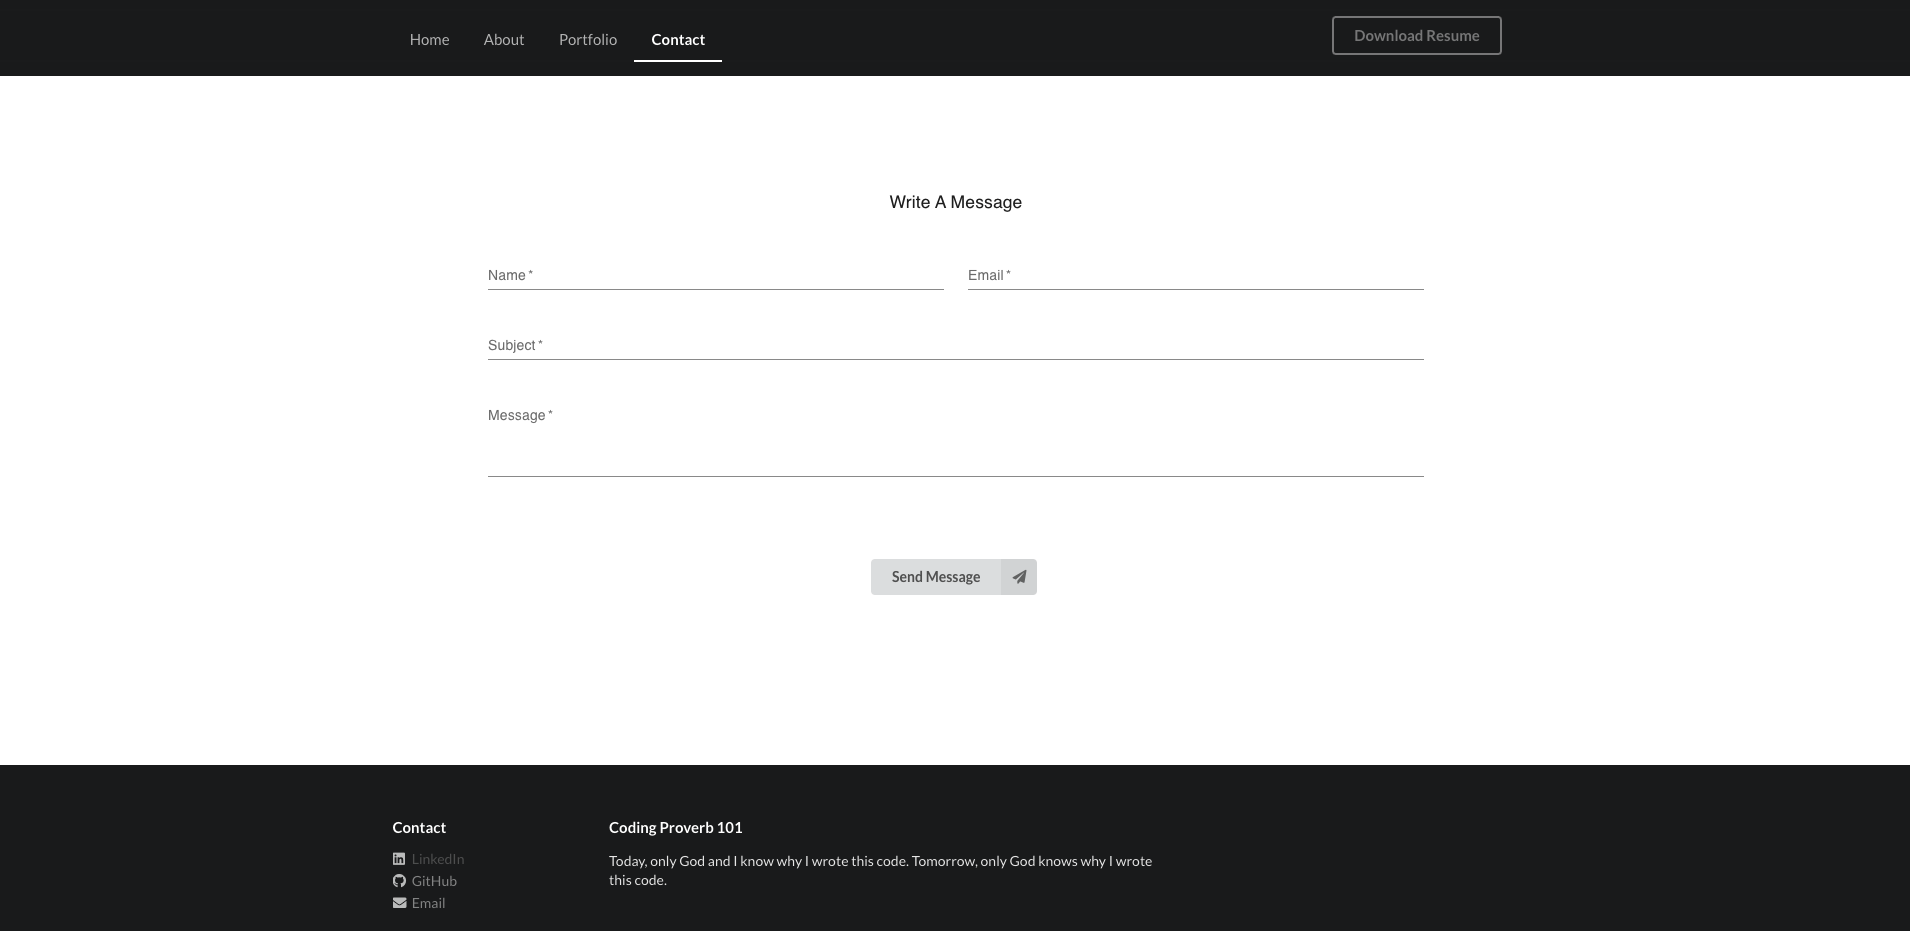 Home About Portfolio Contact Download Resume
Write A Message
Name * Email *
Subject *
Message *
Send Message
Contact
LinkedIn
GitHub
Email
Coding Proverb 101
Today, only God and I know why I wrote this code. Tomorrow, only God knows why I wrote
this code.